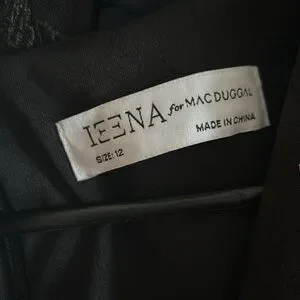 IEENA for MAC DUGGAL
SIZE: 12
MADE IN CHINA